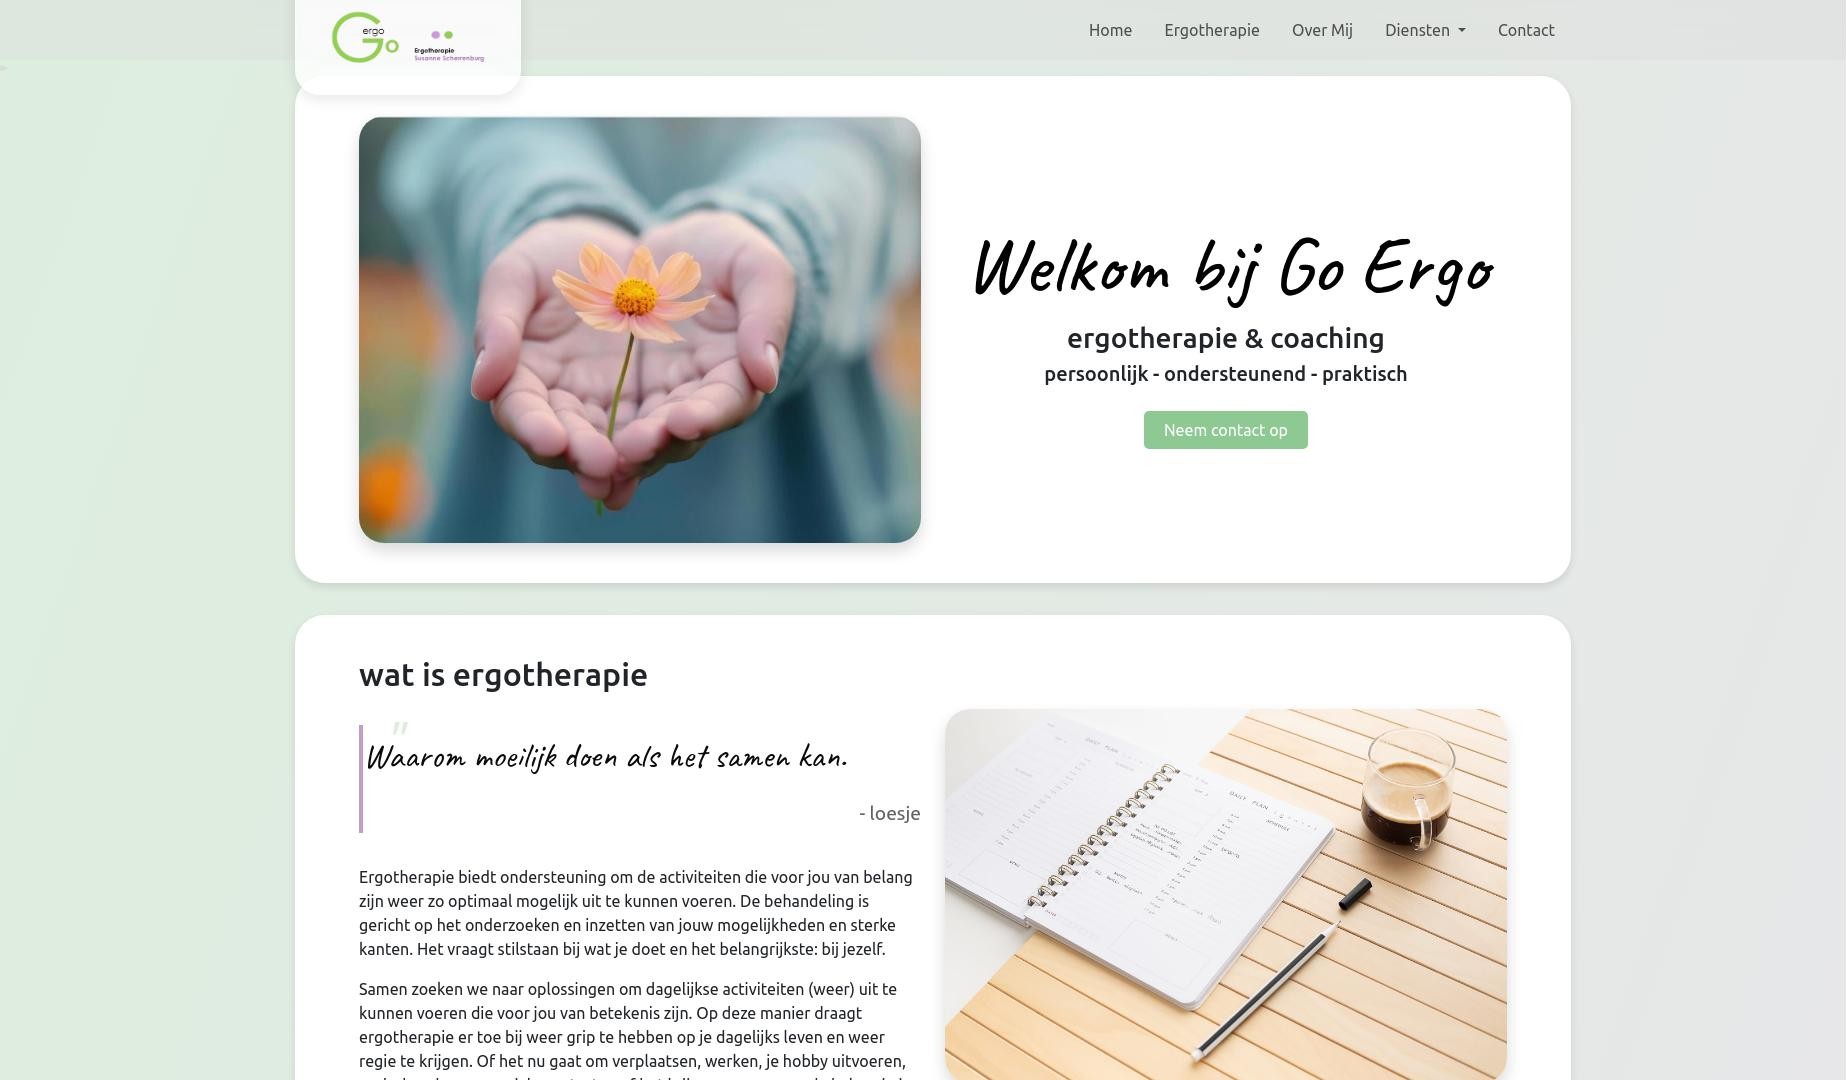 ergo
Go
Ergotherapie
Susanne Scherrenburg
Home
Ergotherapie
Over Mij
Diensten
Contact
Welkom bij Go Ergo
ergotherapie & coaching
persoonlijk - ondersteunend - praktisch
Neem contact op
wat is ergotherapie
"
Waarom moeilijk doen als het samen kan.
- loesje
Ergotherapie biedt ondersteuning om de activiteiten die voor jou van belang
zijn weer zo optimaal mogelijk uit te kunnen voeren. De behandeling is
gericht op het onderzoeken en inzetten van jouw mogelijkheden en sterke
kanten. Het vraagt stilstaan bij wat je doet en het belangrijkste: bij jezelf.
Samen zoeken we naar oplossingen om dagelijkse activiteiten (weer) uit te
kunnen voeren die voor jou van betekenis zijn. Op deze manier draagt
ergotherapie er toe bij weer grip te hebben op je dagelijks leven en weer
regie te krijgen. Of het nu gaat om verplaatsen, werken, je hobby uitvoeren,
DAILY PLAN
DAILY PLAN